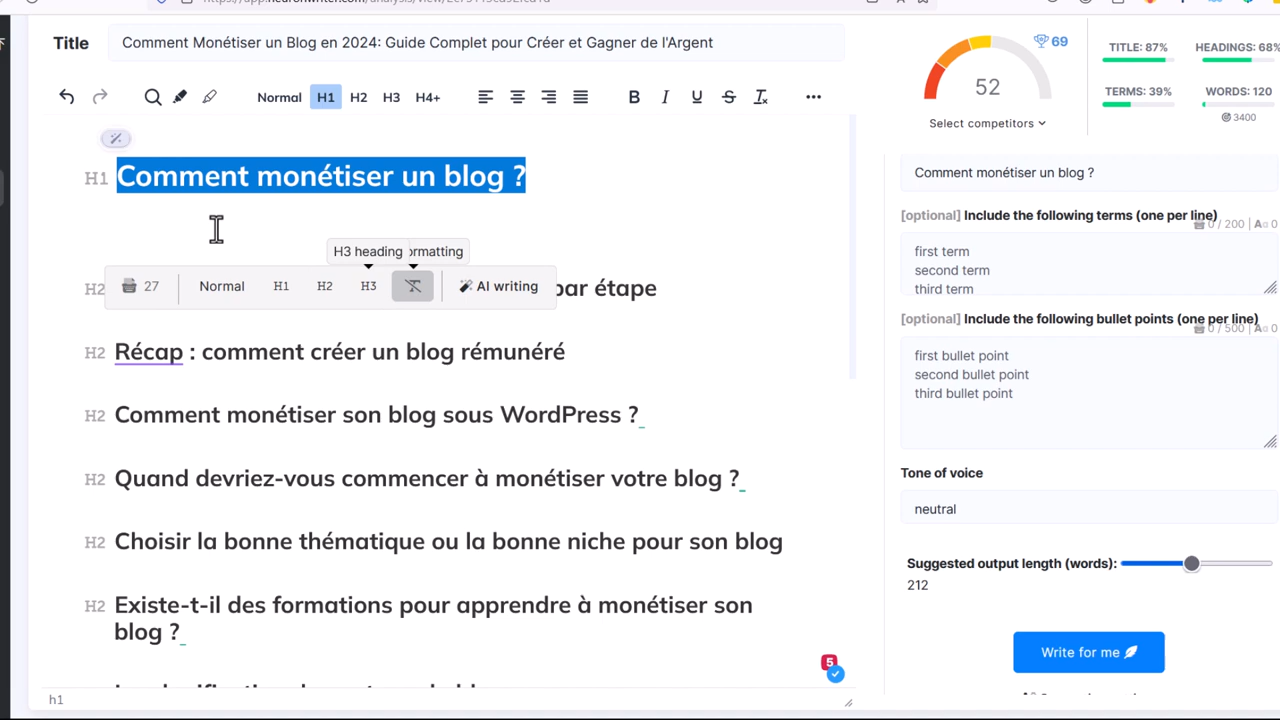 Title
Comment Monétiser un Blog en 2024: Guide Complet pour Créer et Gagner de l'Argent
Normal H1 H2 H3 H4+ B I U S
H1 Comment monétiser un blog ?
H3 heading ormatting
27 Normal H1 H2 H3 AI writing
H2 par étape
H2 Récap : comment créer un blog rémunéré
H2 Comment monétiser son blog sous WordPress ?
H2 Quand devriez-vous commencer à monétiser votre blog ?
H2 Choisir la bonne thématique ou la bonne niche pour son blog
H2 Existe-t-il des formations pour apprendre à monétiser son
blog ?
5
h1
69
52
Select competitors
TITLE: 87%
HEADINGS: 68%
TERMS: 39%
WORDS: 120
3400
Comment monétiser un blog ?
[optional] Include the following terms (one per line)
0 / 200 | A 0
first term
second term
third term
[optional] Include the following bullet points (one per line)
0 / 500 | A 0
first bullet point
second bullet point
third bullet point
Tone of voice
neutral
Suggested output length (words):
212
Write for me